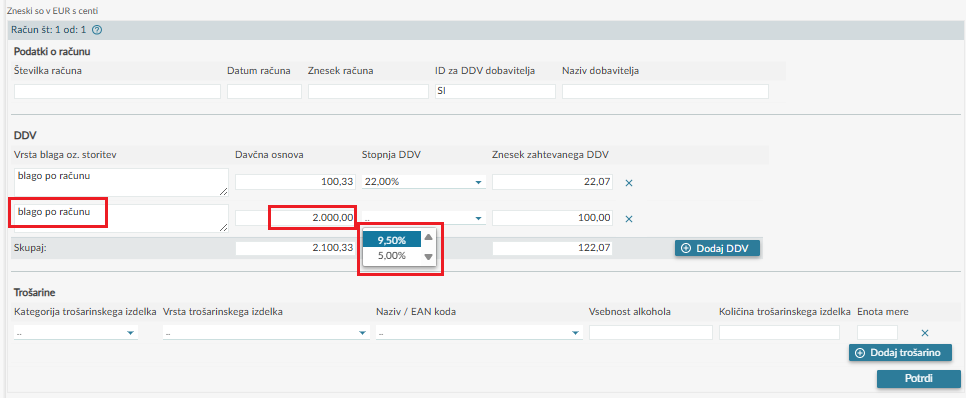 Zneski so v EUR s centi
Račun št: 1 od: 1 ?
Podatki o računu
Številka računa Datum računa Znesek računa ID za DDV dobavitelja Naziv dobavitelja
SI
DDV
Vrsta blaga oz. storitev Davčna osnova Stopnja DDV Znesek zahtevanega DDV
blago po računu 100,33 22,00% 22,07
blago po računu 2.000,00 .. 100,00
Skupaj: 2.100,33 122,07 Dodaj DDV
9,50%
5,00%
Trošarine
Kategorija trošarinskega izdelka Vrsta trošarinskega izdelka Naziv / EAN koda Vsebnost alkohola Količina trošarinskega izdelka Enota mere
.. .. ..
Dodaj trošarino
Potrdi